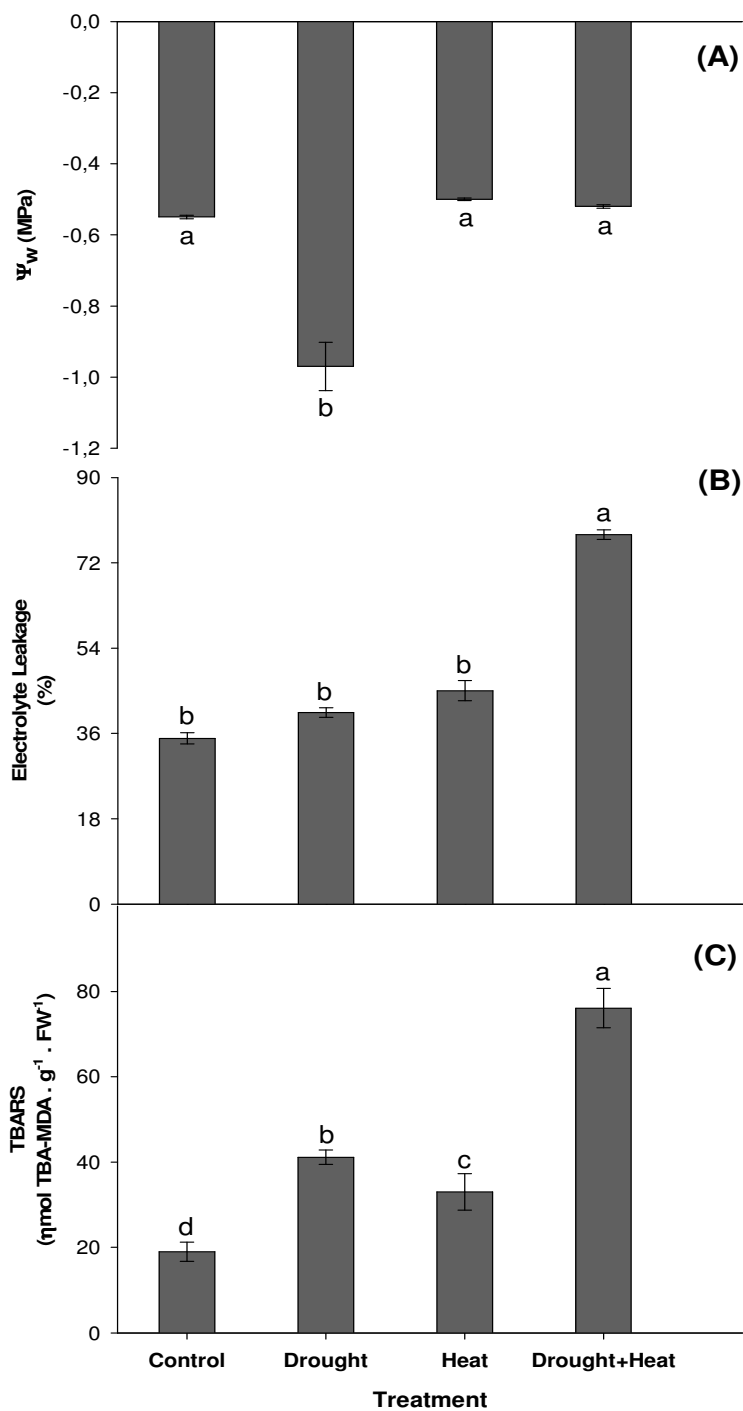 0,0
-0,2
-0,4
-0,6
-0,8
-1,0
-1,2
Ψw (MPa)
(A)
a
b
a
a
90
72
54
36
18
0
Electrolyte Leakage
(%)
(B)
b
b
b
a
80
60
40
20
0
TBARS
(ηmol TBA-MDA . g⁻¹ . FW⁻¹)
(C)
d
b
c
a
Control Drought Heat Drought+Heat
Treatment